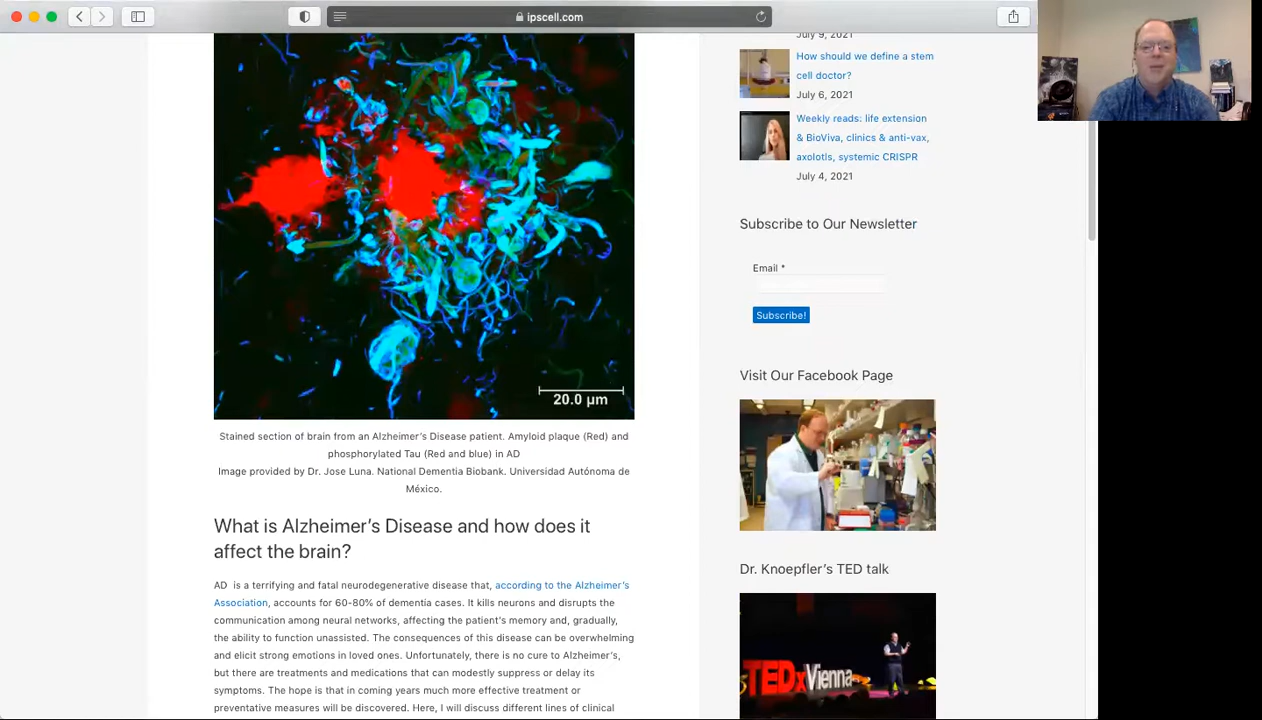 ipscell.com
20.0 µm
Stained section of brain from an Alzheimer's Disease patient. Amyloid plaque (Red) and
phosphorylated Tau (Red and blue) in AD
Image provided by Dr. Jose Luna. National Dementia Biobank. Universidad Autónoma de
México.
What is Alzheimer's Disease and how does it
affect the brain?
AD is a terrifying and fatal neurodegenerative disease that, according to the Alzheimer's
Association, accounts for 60-80% of dementia cases. It kills neurons and disrupts the
communication among neural networks, affecting the patient's memory and, gradually,
the ability to function unassisted. The consequences of this disease can be overwhelming
and elicit strong emotions in loved ones. Unfortunately, there is no cure to Alzheimer's,
but there are treatments and medications that can modestly suppress or delay its
symptoms. The hope is that in coming years much more effective treatment or
preventative measures will be discovered. Here, I will discuss different lines of clinical
July 9, 2021
How should we define a stem
cell doctor?
July 6, 2021
Weekly reads: life extension
& BioViva, clinics & anti-vax,
axolotls, systemic CRISPR
July 4, 2021
Subscribe to Our Newsletter
Email *
Subscribe!
Visit Our Facebook Page
Dr. Knoepfler's TED talk
TEDxVienna